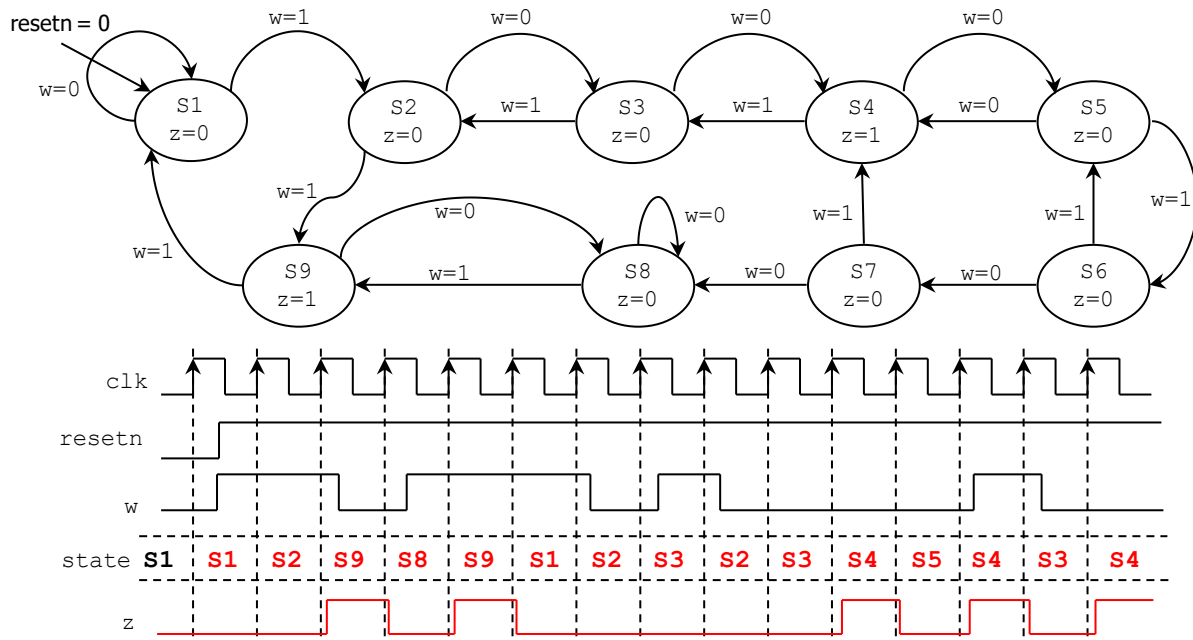 resetn = 0
w=1
w=0
w=0
w=0
w=0
S1
z=0
S2
z=0
w=1
S3
z=0
w=1
S4
z=1
w=0
S5
z=0
w=1
w=1
w=0
w=0
w=1
w=1
w=1
S9
z=1
w=1
S8
z=0
w=0
S7
z=0
w=0
S6
z=0
clk
resetn
w
state S1 S1 S2 S9 S8 S9 S1 S2 S3 S2 S3 S4 S5 S4 S3 S4
z